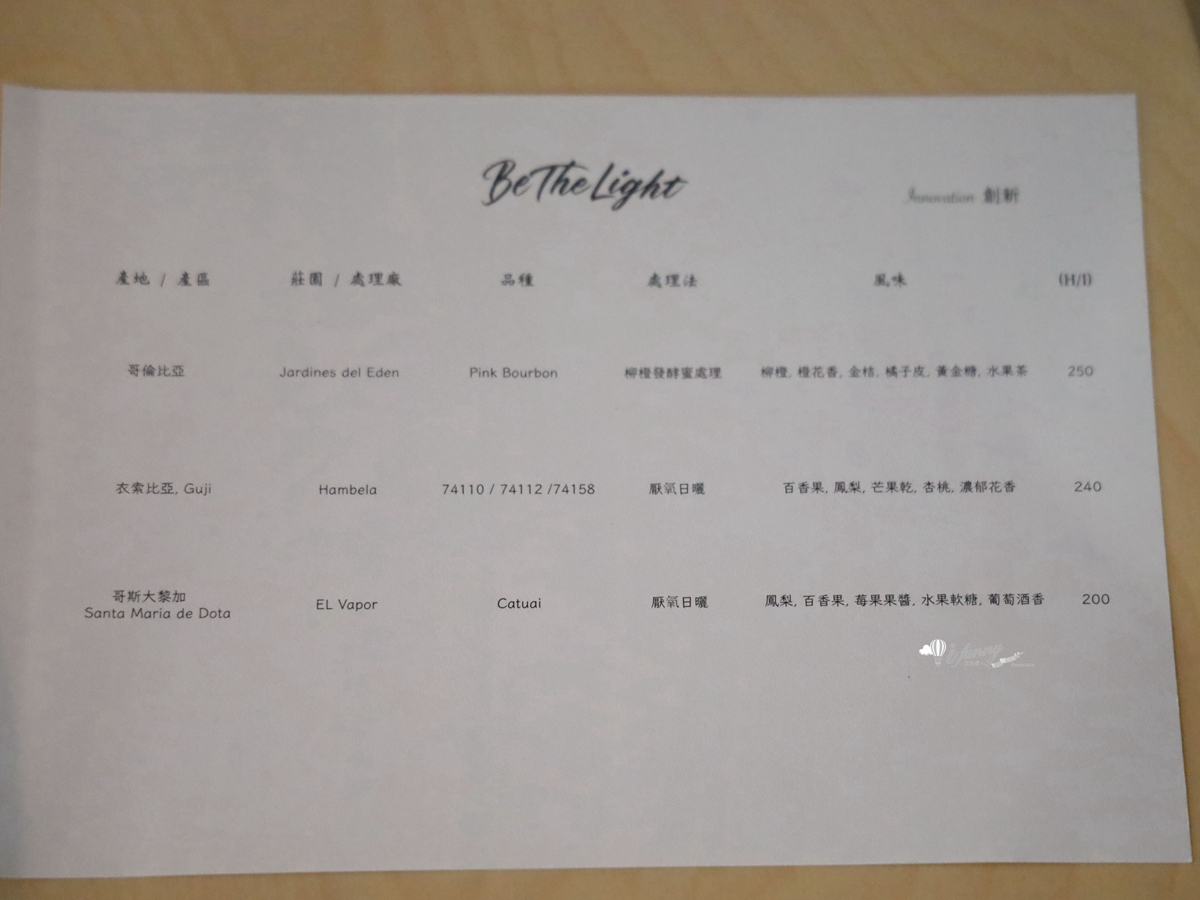 BeTheLight
Innovation 創新
產地 / 產區 莊園 / 處理廠 品種 處理法 風味 (H/I)
哥倫比亞 Jardines del Eden Pink Bourbon 柳橙發酵蜜處理 柳橙, 橙花香, 金桔, 橘子皮, 黃金糖, 水果茶 250
衣索比亞, Guji Hambela 74110 / 74112 /74158 厭氧日曬 百香果, 鳳梨, 芒果乾, 杏桃, 濃郁花香 240
哥斯大黎加
Santa Maria de Dota EL Vapor Catuai 厭氧日曬 鳳梨, 百香果, 莓果果醬, 水果軟糖, 葡萄酒香 200